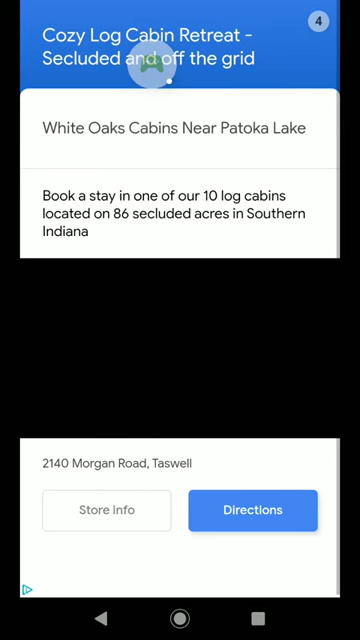 4
Cozy Log Cabin Retreat -
Secluded and off the grid
White Oaks Cabins Near Patoka Lake
Book a stay in one of our 10 log cabins
located on 86 secluded acres in Southern
Indiana
2140 Morgan Road, Taswell
Store info
Directions